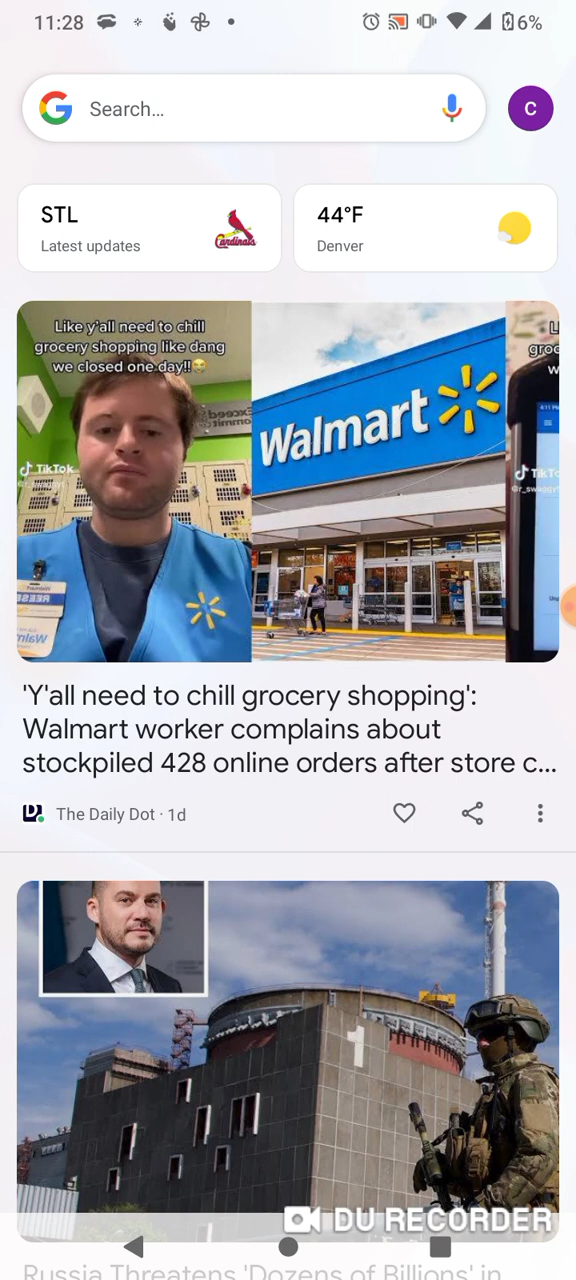 11:28
6%
Search…
C
STL
Latest updates
Cardinals
44°F
Denver
Like y'all need to chill
grocery shopping like dang
we closed one day!!😭
TikTok
Walmart
TikTok
'Y'all need to chill grocery shopping':
Walmart worker complains about
stockpiled 428 online orders after store c...
The Daily Dot · 1d
1
DU RECORDER
Russia Threatens 'Dozens of Billions' in